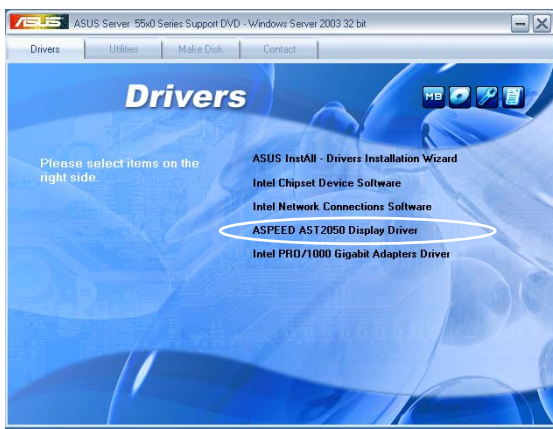 ASUS ASUS Server 55x0 Series Support DVD - Windows Server 2003 32 bit
Drivers Utilities Make Disk Contact
Drivers
MB
Please select items on the
right side.
ASUS InstAll - Drivers Installation Wizard
Intel Chipset Device Software
Intel Network Connections Software
ASPEED AST2050 Display Driver
Intel PRO/1000 Gigabit Adapters Driver